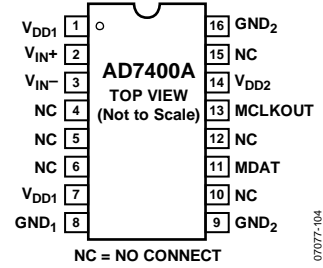 VDD1 1 16 GND2
VIN+ 2 AD7400A 15 NC
VIN– 3 TOP VIEW 14 VDD2
NC 4 (Not to Scale) 13 MCLKOUT
NC 5 12 NC
NC 6 11 MDAT
VDD1 7 10 NC
GND1 8 9 GND2
NC = NO CONNECT
07077-104